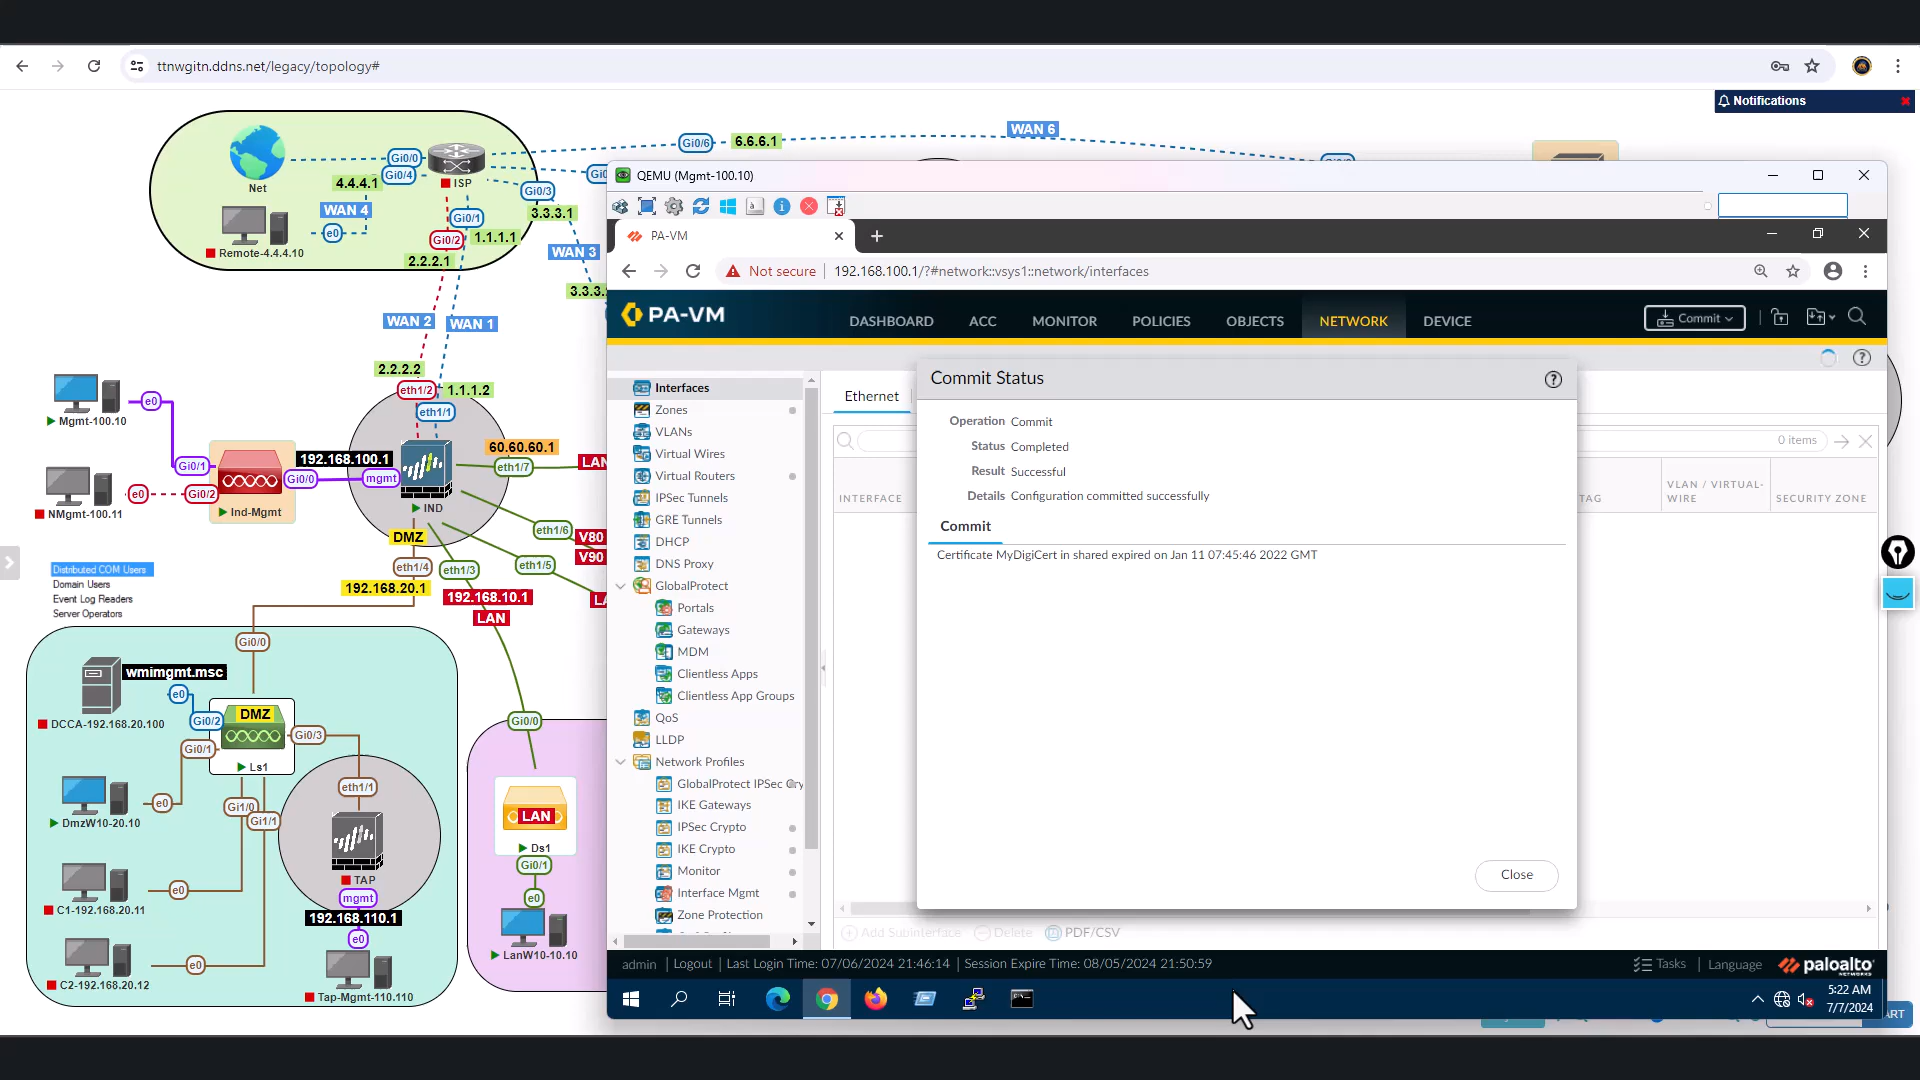 ttnwgitn.ddns.net/legacy/topology#
Notifications
Net
Gi0/0
Gi0/4
ISP
4.4.4.1
WAN 4
e0
Remote-4.4.4.10
Gi0/6
6.6.6.1
WAN 6
Gi0/3
3.3.3.1
WAN 3
Gi0/1
Gi0/2
1.1.1.1
2.2.2.1
WAN 2
WAN 1
2.2.2.2
eth1/2
1.1.1.2
eth1/1
Mgmt-100.10
e0
NMgmt-100.11
e0
Gi0/1
Gi0/2
Ind-Mgmt
Gi0/0
192.168.100.1
mgmt
IND
60.60.60.1
eth1/7
eth1/6
V80
V90
eth1/5
eth1/3
192.168.10.1
LAN
DMZ
eth1/4
192.168.20.1
Distributed COM Users
Domain Users
Event Log Readers
Server Operators
Gi0/0
wmimgmt.msc
e0
DCCA-192.168.20.100
Gi0/2
DMZ
Gi0/3
Gi0/1
Ls1
DmzW10-20.10
e0
Gi1/0
Gi1/1
eth1/1
TAP
mgmt
192.168.110.1
e0
Tap-Mgmt-110.110
C1-192.168.20.11
e0
C2-192.168.20.12
e0
Gi0/0
LAN
Ds1
Gi0/1
e0
LanW10-10.10
QEMU (Mgmt-100.10)
PA-VM
Not secure
192.168.100.1/?#network::vsys1::network/interfaces
PA-VM
DASHBOARD
ACC
MONITOR
POLICIES
OBJECTS
NETWORK
DEVICE
Commit
Interfaces
Zones
VLANs
Virtual Wires
Virtual Routers
IPSec Tunnels
GRE Tunnels
DHCP
DNS Proxy
GlobalProtect
Portals
Gateways
MDM
Clientless Apps
Clientless App Groups
QoS
LLDP
Network Profiles
GlobalProtect IPSec Cry
IKE Gateways
IPSec Crypto
IKE Crypto
Monitor
Interface Mgmt
Zone Protection
Ethernet
0 items
INTERFACE
TAG
VLAN / VIRTUAL-WIRE
SECURITY ZONE
Commit Status
Operation Commit
Status Completed
Result Successful
Details Configuration committed successfully
Commit
Certificate MyDigiCert in shared expired on Jan 11 07:45:46 2022 GMT
Close
Add Subinterface
Delete
PDF/CSV
admin | Logout | Last Login Time: 07/06/2024 21:46:14 | Session Expire Time: 08/05/2024 21:50:59
Tasks | Language
paloalto
NETWORKS
5:22 AM
7/7/2024